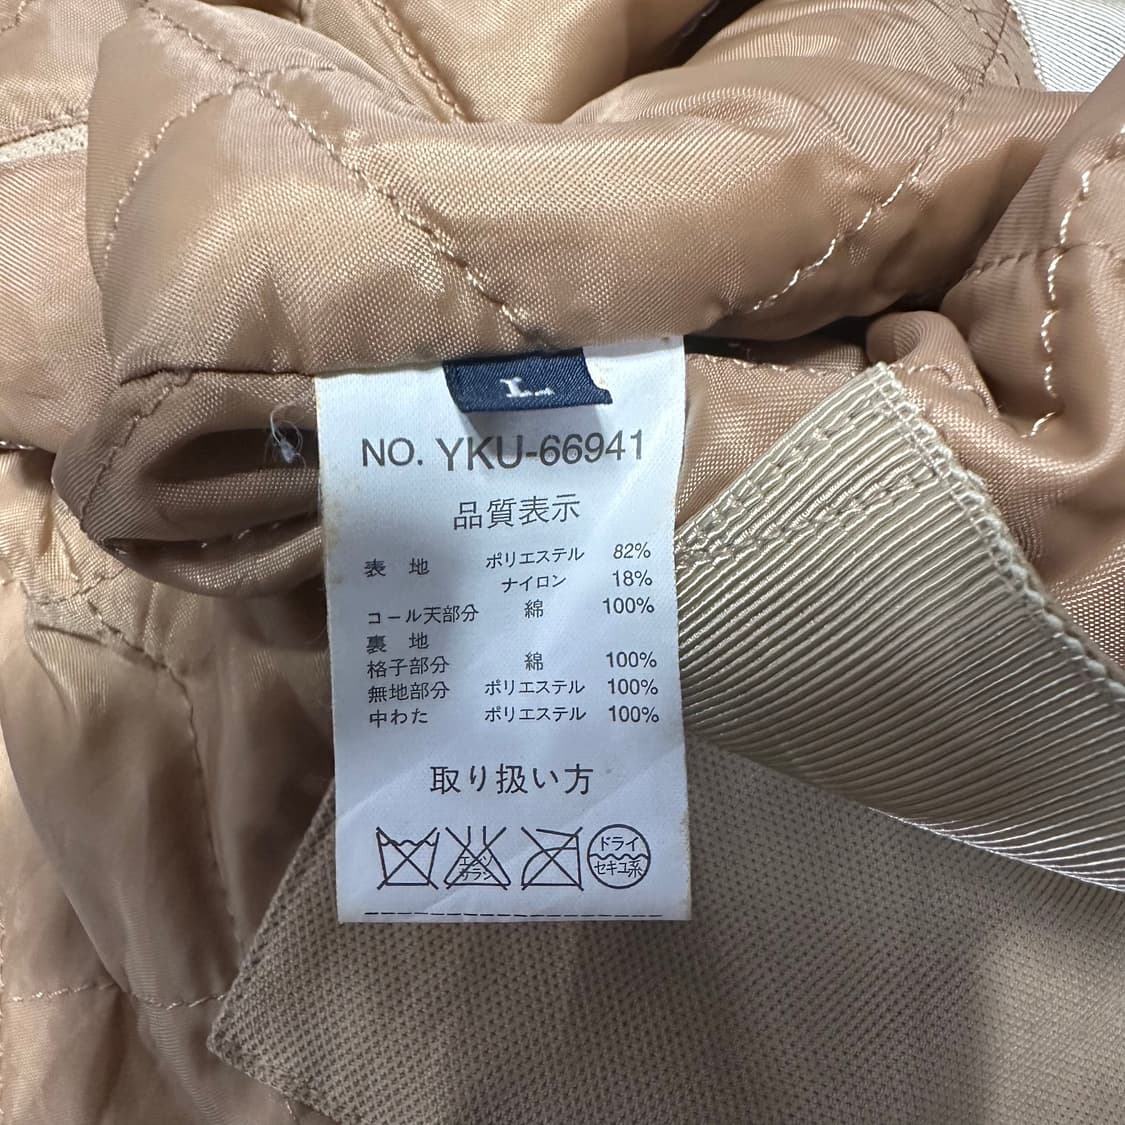 L
NO. YKU-66941
品質表示
表 地 ポリエステル 82%
ナイロン 18%
コール天部分 綿 100%
裏 地
格子部分 綿 100%
無地部分 ポリエステル 100%
中わた ポリエステル 100%
取り扱い方
エンソ
サラシ
ドライ
セキユ系